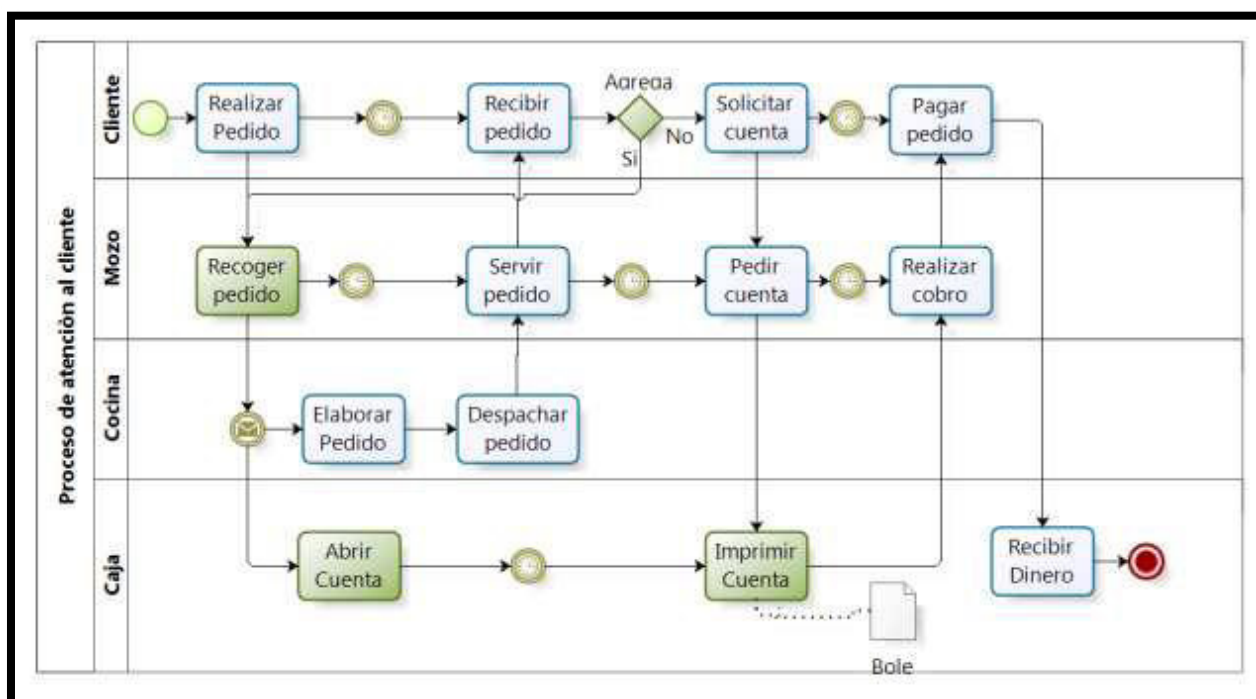 Proceso de atención al cliente
Cliente
Realizar
Pedido
Recibir
pedido
Agrega
No
Si
Solicitar
cuenta
Pagar
pedido
Mozo
Recoger
pedido
Servir
pedido
Pedir
cuenta
Realizar
cobro
Cocina
Elaborar
Pedido
Despachar
pedido
Caja
Abrir
Cuenta
Imprimir
Cuenta
Recibir
Dinero
Bole